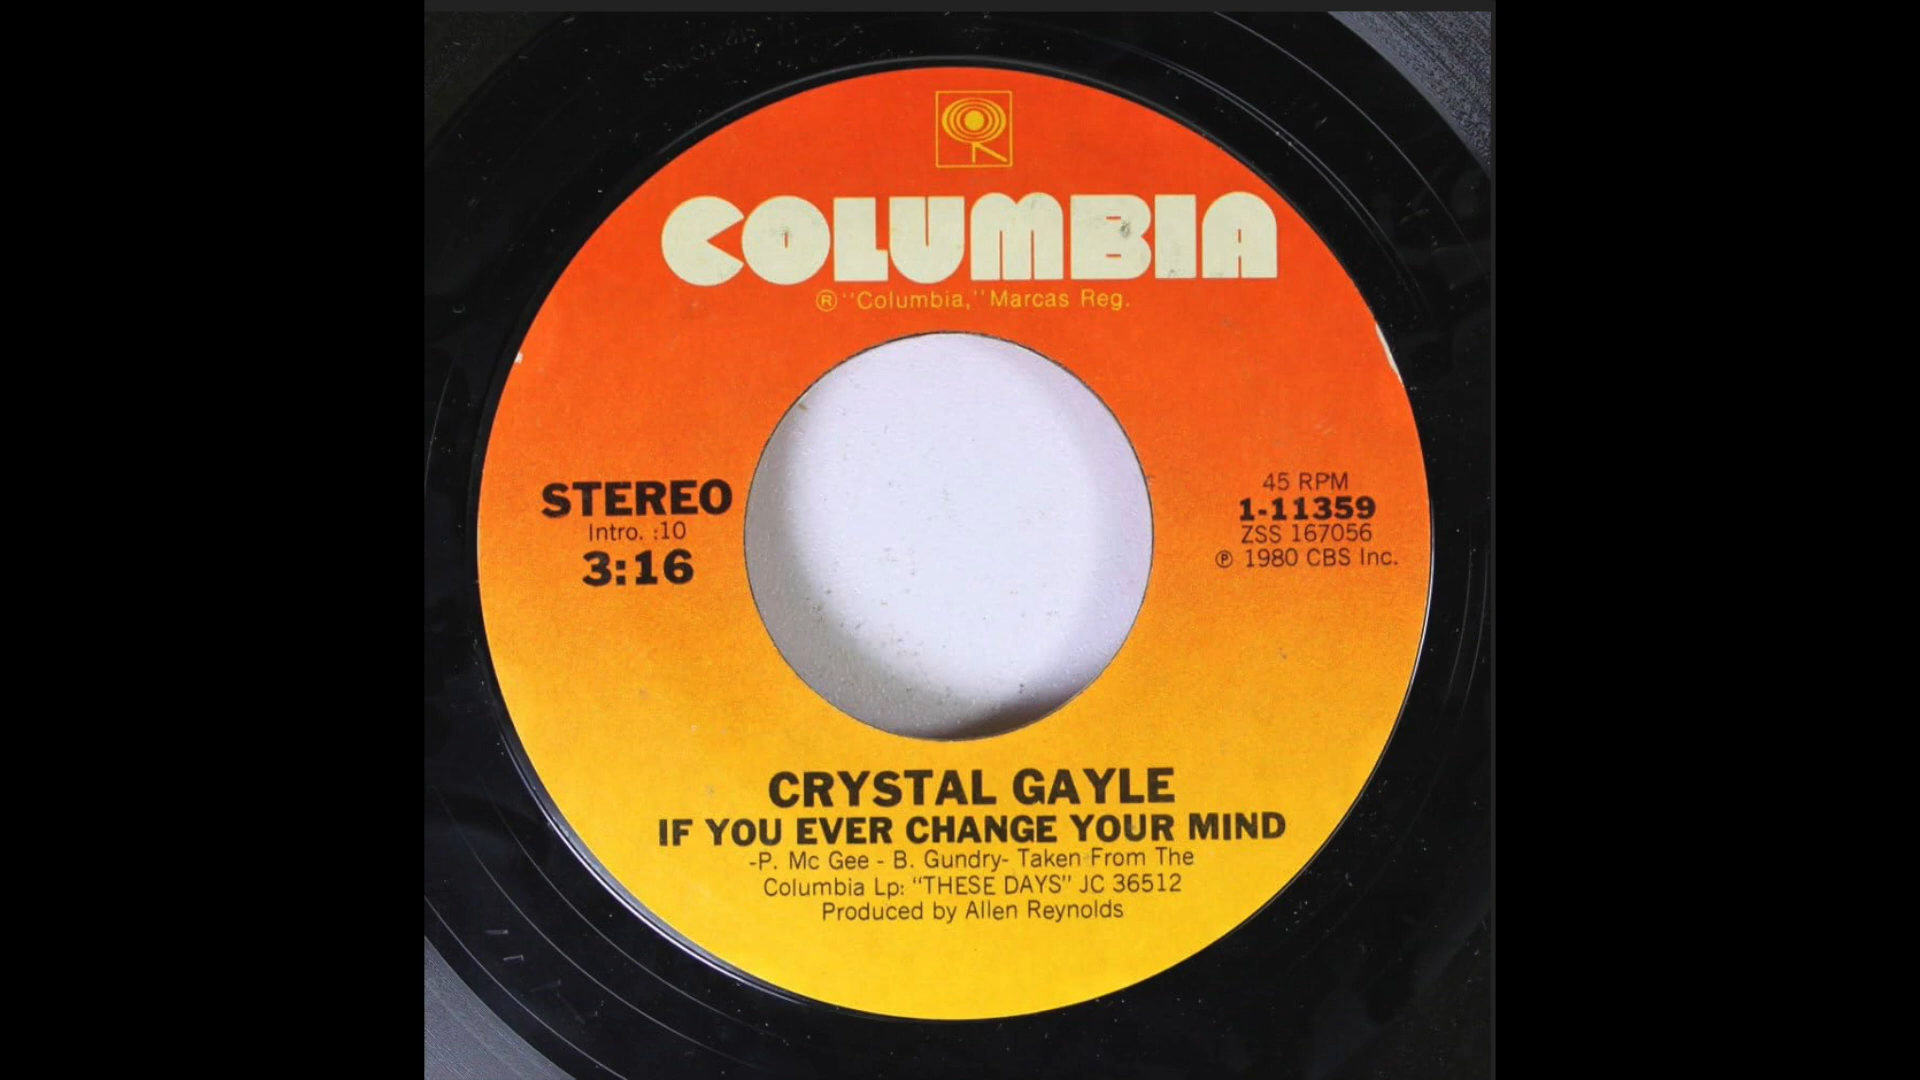 COLUMBIA
® "Columbia," Marcas Reg.
STEREO
Intro. :10
3:16
45 RPM
1-11359
ZSS 167056
℗ 1980 CBS Inc.
CRYSTAL GAYLE
IF YOU EVER CHANGE YOUR MIND
-P. Mc Gee - B. Gundry- Taken From The
Columbia Lp: "THESE DAYS" JC 36512
Produced by Allen Reynolds